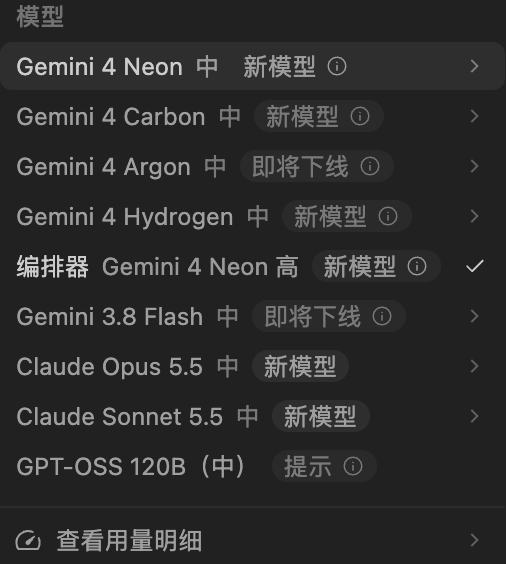 模型
Gemini 4 Neon 中 新模型
Gemini 4 Carbon 中 新模型
Gemini 4 Argon 中 即将下线
Gemini 4 Hydrogen 中 新模型
编排器 Gemini 4 Neon 高 新模型
Gemini 3.8 Flash 中 即将下线
Claude Opus 5.5 中 新模型
Claude Sonnet 5.5 中 新模型
GPT-OSS 120B（中） 提示
查看用量明细